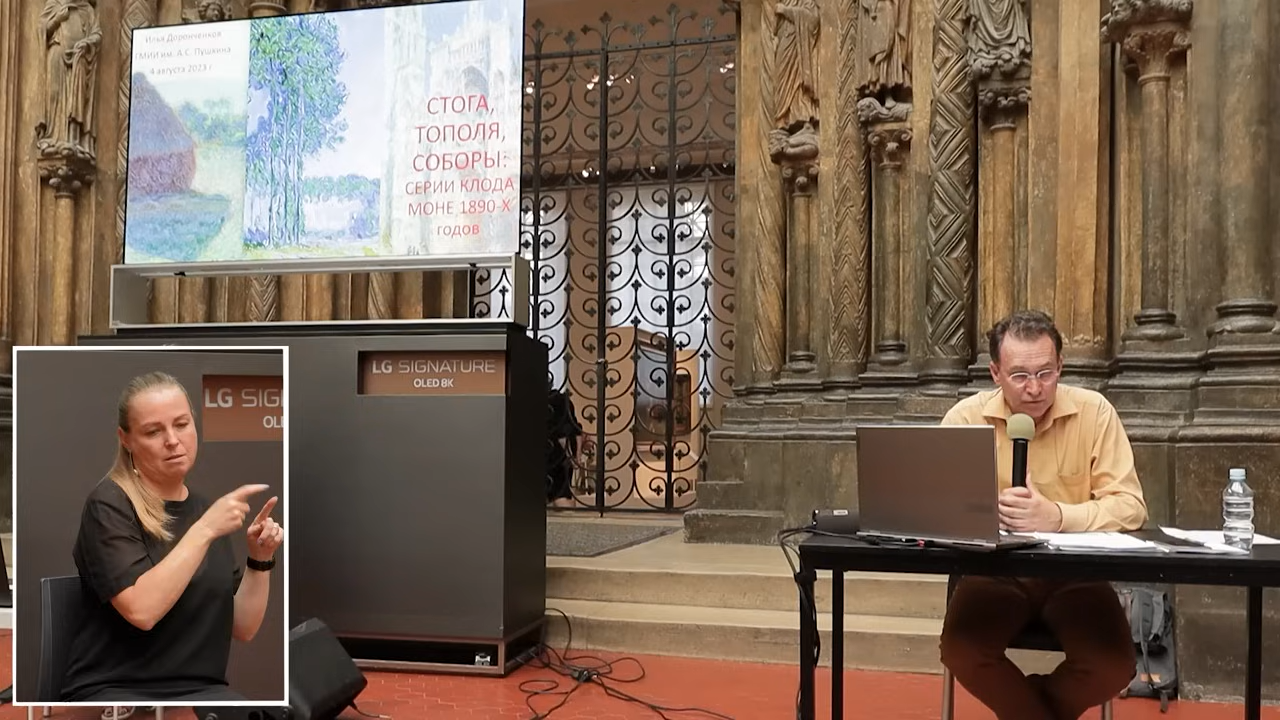 Илья Доронченков
ГМИИ им. А.С. Пушкина
4 августа 2023 г
СТОГА,
ТОПОЛЯ,
СОБОРЫ:
СЕРИИ КЛОДА
МОНЕ 1890-Х
годов
LG SIGNATURE
OLED 8K
LG SIG
OL